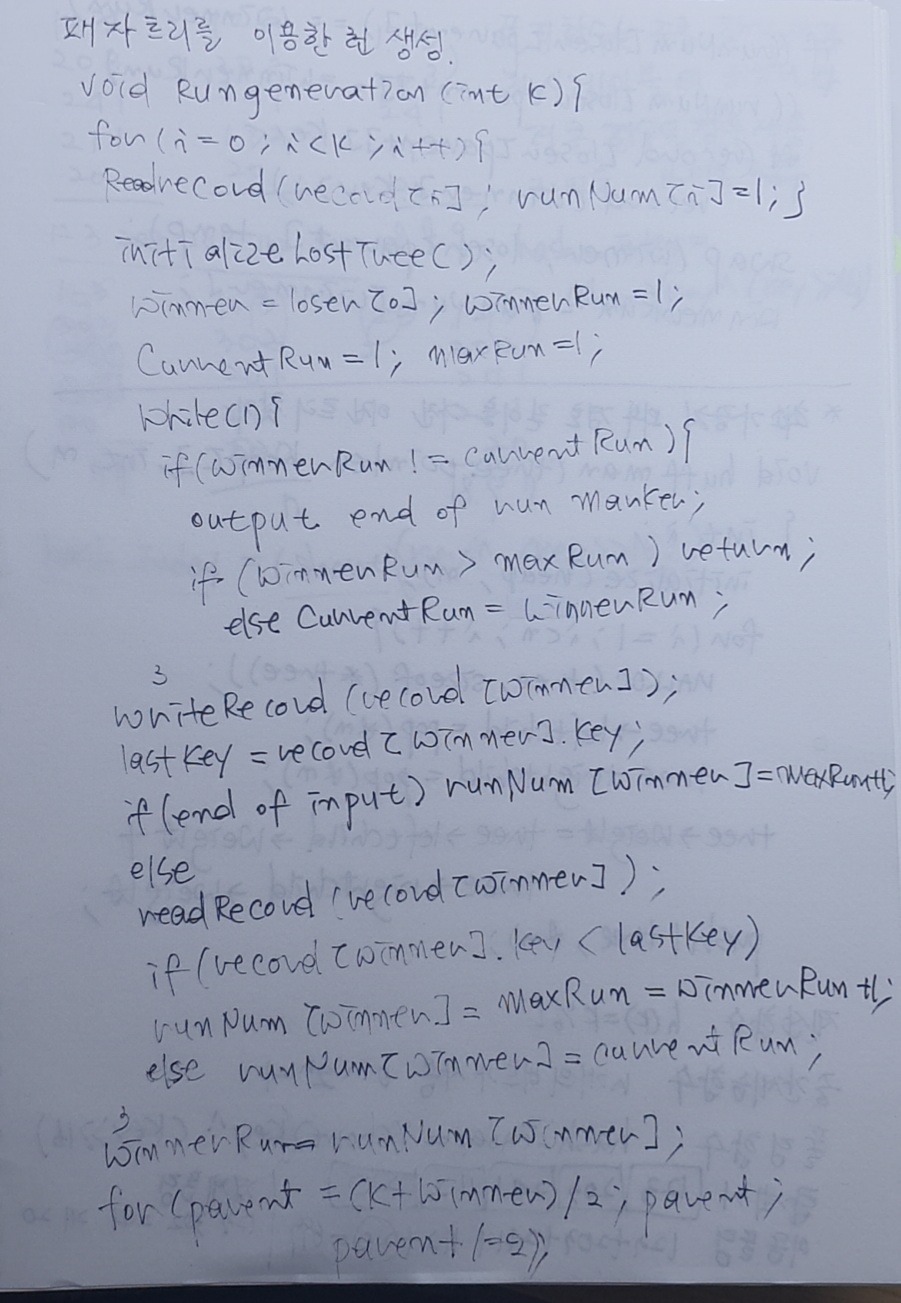 패자트리를 이용한 런 생성.
void Rungeneration (int k){
for(i=0; i<k; i++){
Readrecord(record[i]; runNum[i]=1;}
initializeLostTree();
winner = loser[0]; winnerRun=1;
CurrentRun=1; maxRun=1;
while(1){
if(winnerRun != currentRun){
output end of run marker;
if (winnerRun > maxRun) return;
else CurrentRun = winnerRun;
}
writeRecord(record[winner]);
lastKey = record[winner].key;
if(end of input) runNum[winner]=maxRun+1;
else
readRecord(record[winner]);
if(record[winner].key < lastKey)
runNum[winner] = maxRun = winnerRun+1;
else runNum[winner] = currentRun;
}
winnerRun= runNum[winner];
for(parent = (k+winner)/2; parent;
parent/=2);